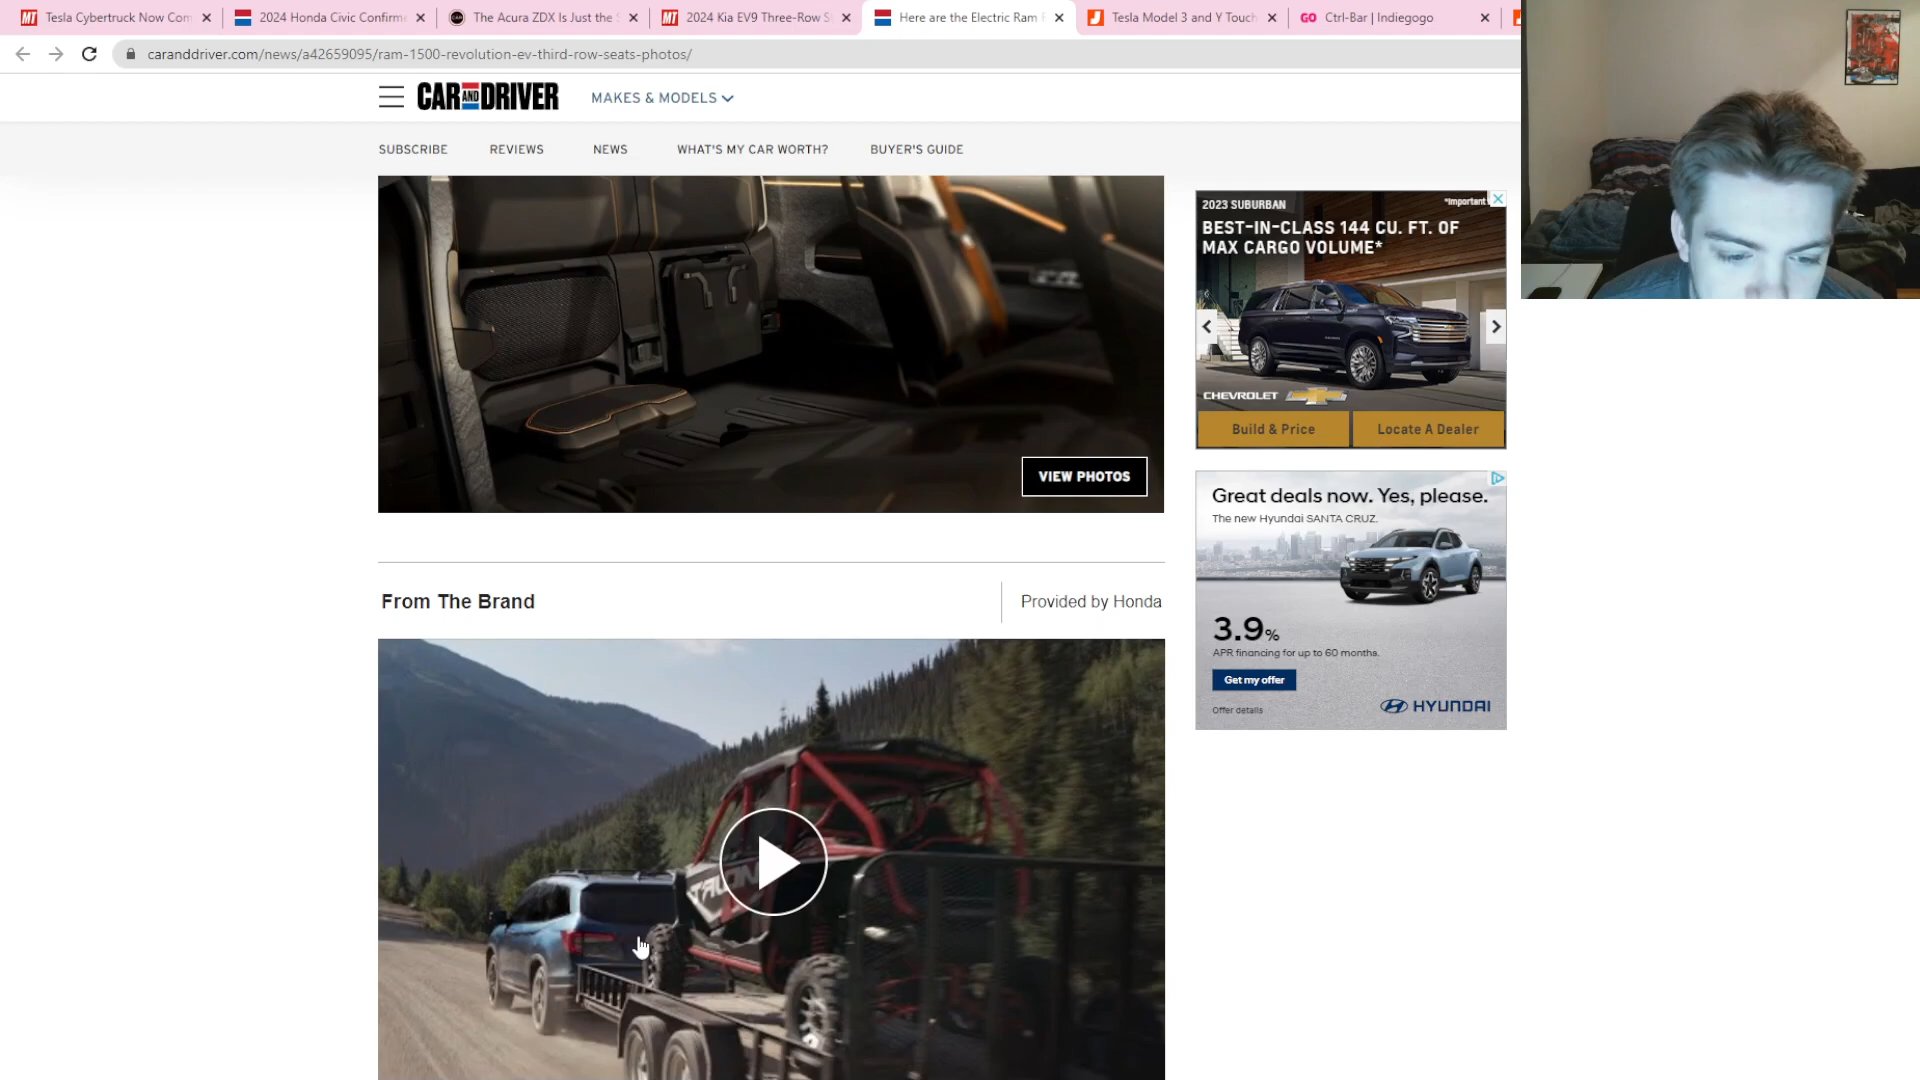 Tesla Cybertruck Now Com
2024 Honda Civic Confirm
The Acura ZDX Is Just the
2024 Kia EV9 Three-Row S
Here are the Electric Ram
Tesla Model 3 and Y Touch
GO Ctrl-Bar | Indiegogo
caranddriver.com/news/a42659095/ram-1500-revolution-ev-third-row-seats-photos/
CAR AND DRIVER
MAKES & MODELS
SUBSCRIBE
REVIEWS
NEWS
WHAT'S MY CAR WORTH?
BUYER'S GUIDE
VIEW PHOTOS
2023 SUBURBAN
*Important
BEST-IN-CLASS 144 CU. FT. OF
MAX CARGO VOLUME*
CHEVROLET
Build & Price
Locate A Dealer
Great deals now. Yes, please.
The new Hyundai SANTA CRUZ.
3.9%
APR financing for up to 60 months.
Get my offer
Offer details
HYUNDAI
From The Brand
Provided by Honda
TALON